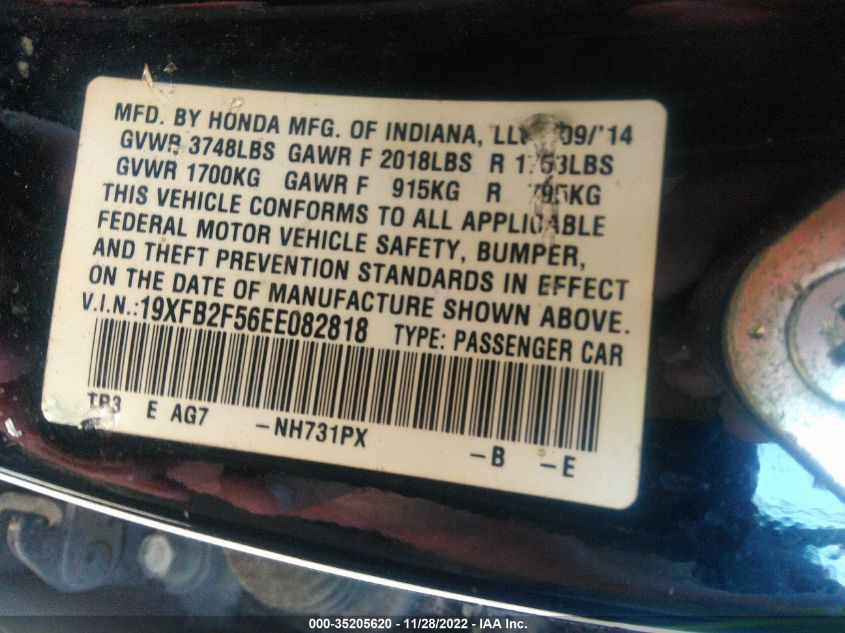 MFD. BY HONDA MFG. OF INDIANA, 09/'14
GVWR 3748LBS GAWR F 2018LBS R
GVWR 1700KG GAWR F 915KG R
THIS VEHICLE CONFORMS TO ALL APPLICABLE
FEDERAL MOTOR VEHICLE SAFETY, BUMPER,
AND THEFT PREVENTION STANDARDS IN EFFECT
ON THE DATE OF MANUFACTURE SHOWN ABOVE.
V.I.N.:19XFB2F56EE082818 TYPE: PASSENGER CAR
E AG7 -NH731PX -B -E
000-35205620 - 11/28/2022 - IAA Inc.